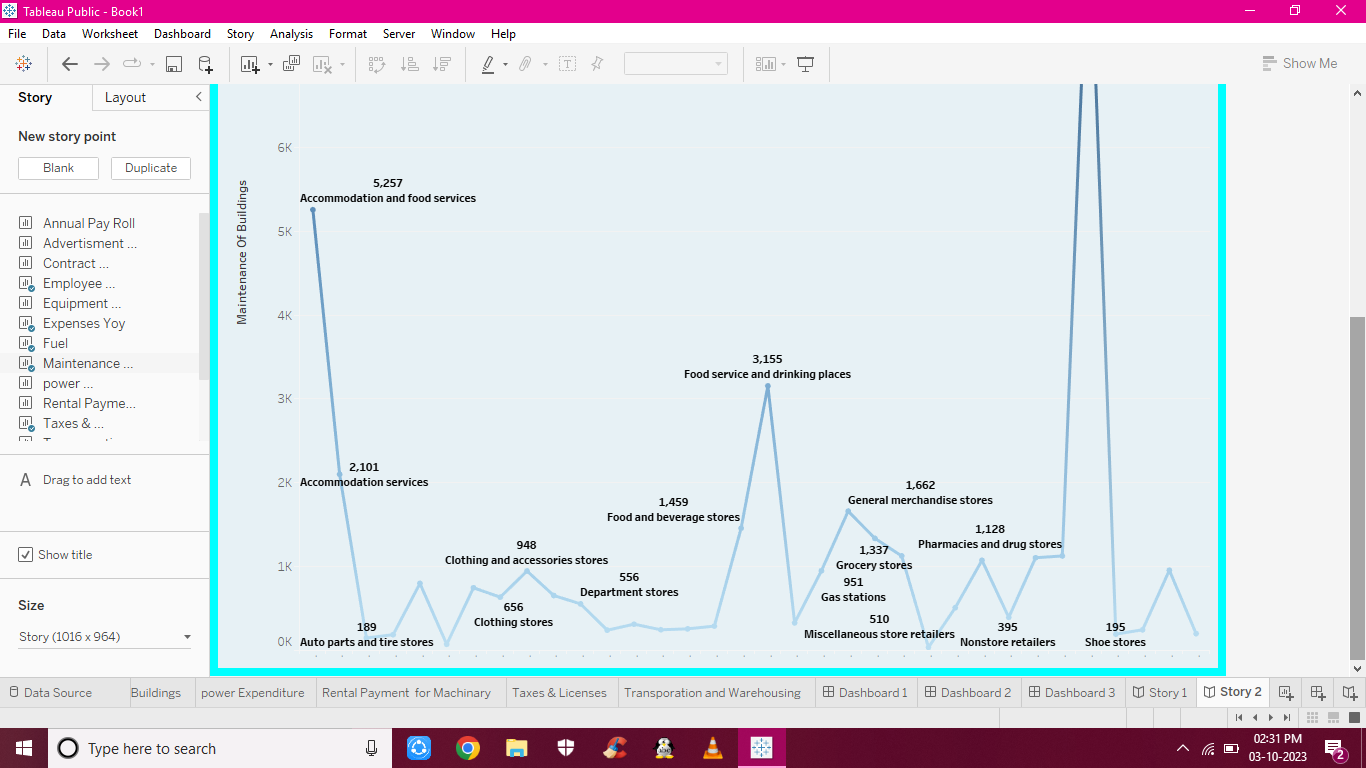 Tableau Public - Book1
File Data Worksheet Dashboard Story Analysis Format Server Window Help
Show Me
Story Layout
New story point
Blank Duplicate
Annual Pay Roll
Advertisment ...
Contract ...
Employee ...
Equipment ...
Expenses Yoy
Fuel
Maintenance ...
power ...
Rental Payme...
Taxes & ...
A Drag to add text
Show title
Size
Story (1016 x 964)
Maintenance Of Buildings
6K
5K
4K
3K
2K
1K
0K
5,257
Accommodation and food services
2,101
Accommodation services
189
Auto parts and tire stores
948
Clothing and accessories stores
656
Clothing stores
556
Department stores
1,459
Food and beverage stores
3,155
Food service and drinking places
1,662
General merchandise stores
1,337
Grocery stores
951
Gas stations
510
Miscellaneous store retailers
1,128
Pharmacies and drug stores
395
Nonstore retailers
195
Shoe stores
Data Source Buildings power Expenditure Rental Payment for Machinary Taxes & Licenses Transporation and Warehousing Dashboard 1 Dashboard 2 Dashboard 3 Story 1 Story 2
Type here to search
02:31 PM
03-10-2023
2